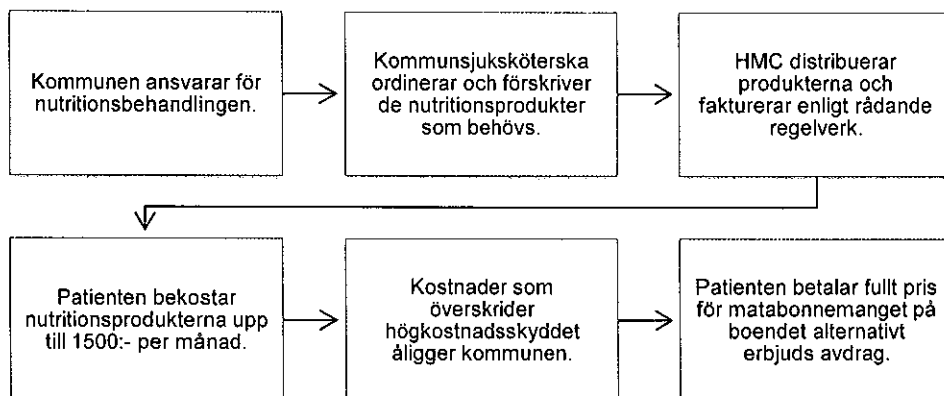 Kommunen ansvarar för
nutritionsbehandlingen.
Kommunsjuksköterska
ordinerar och förskriver
de nutritionsprodukter
som behövs.
HMC distribuerar
produkterna och
fakturerar enligt rådande
regelverk.
Patienten bekostar
nutritionsprodukterna upp
till 1500:- per månad.
Kostnader som
överskrider
högkostnadsskyddet
åligger kommunen.
Patienten betalar fullt pris
för matabonnemanget på
boendet alternativt
erbjuds avdrag.